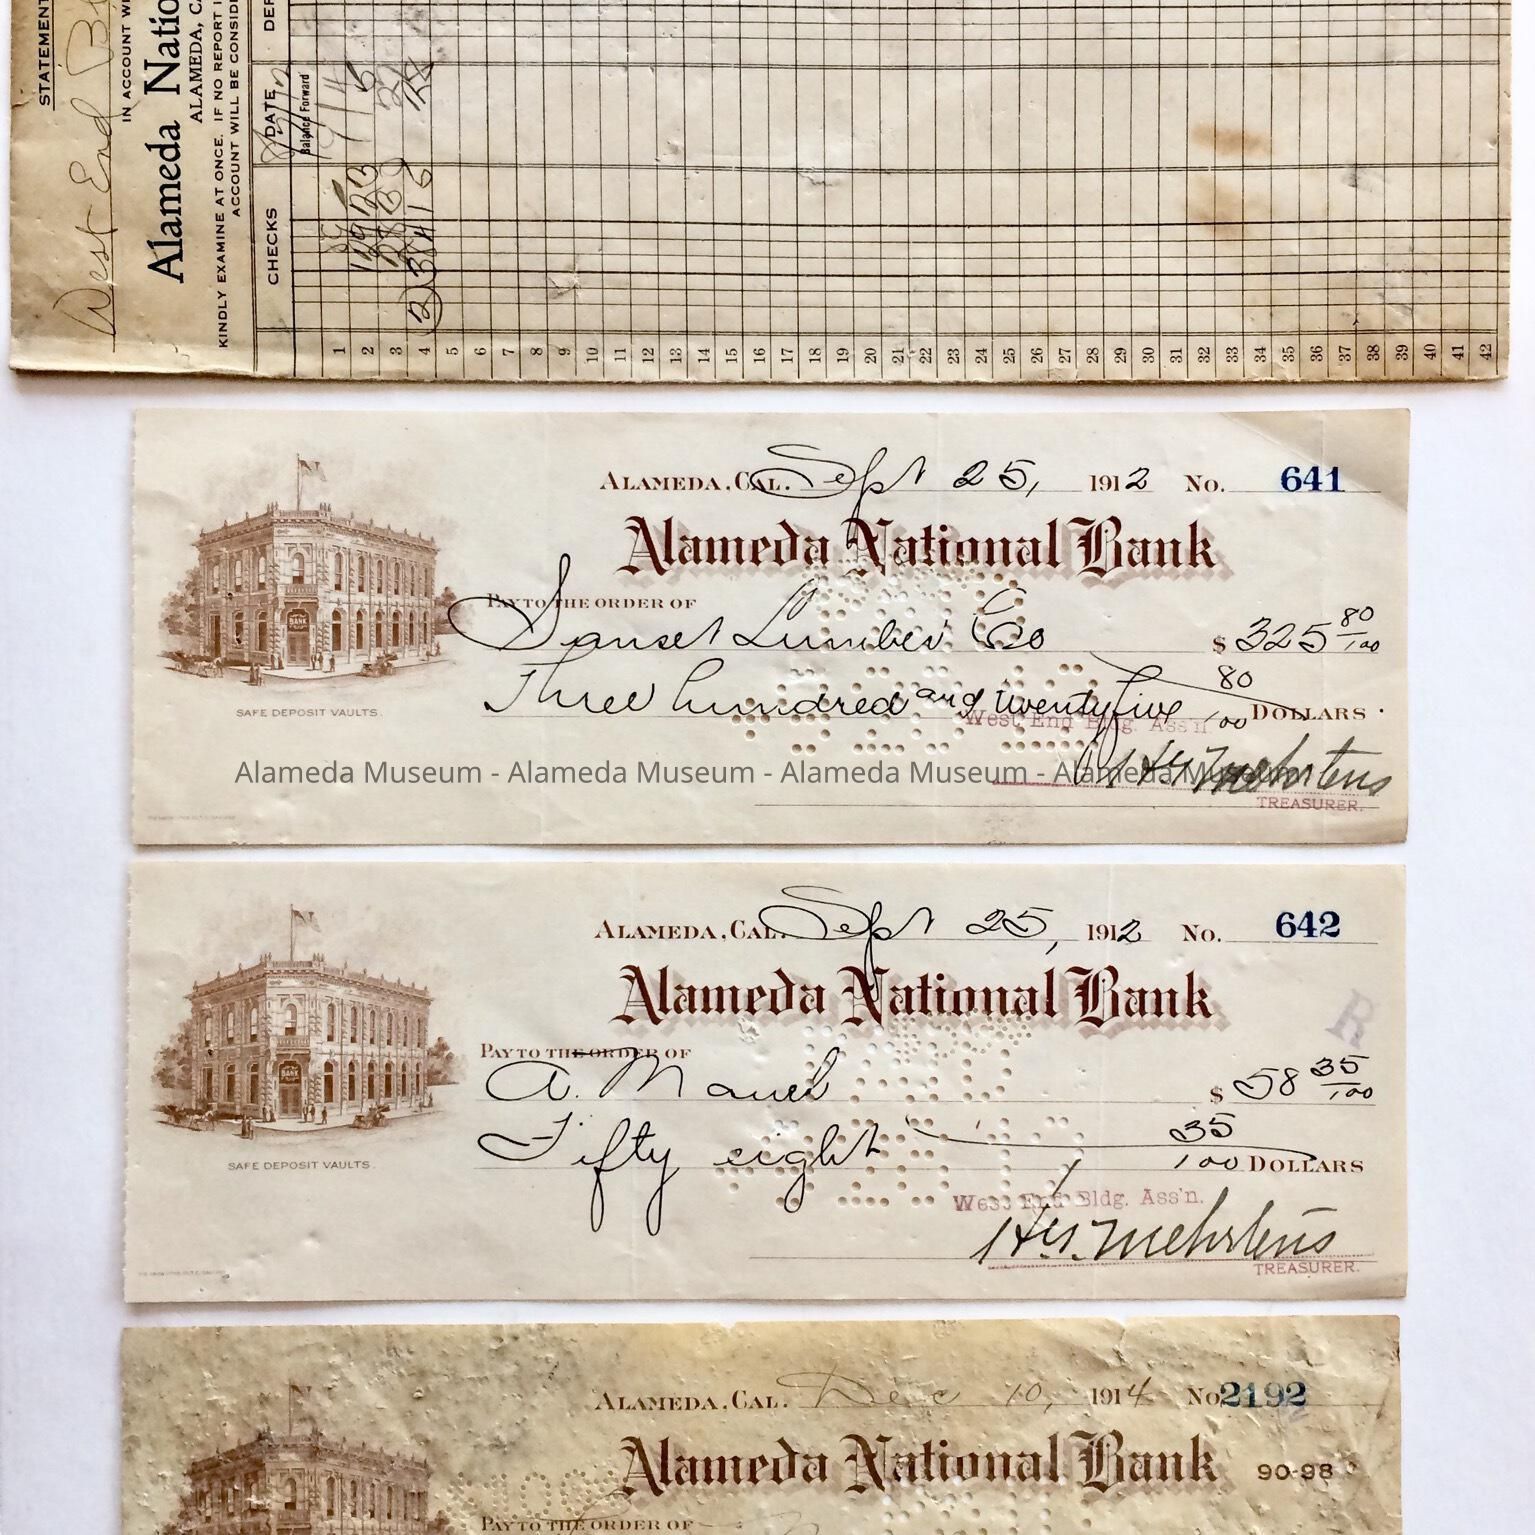 STATEMENT
West End
IN ACCOUNT WI
Alameda Natio
ALAMEDA, CA
KINDLY EXAMINE AT ONCE. IF NO REPORT I
ACCOUNT WILL BE CONSIDE
CHECKS DATE DEP
Balance Forward
1 2 3 4 5 6 7 8 9 10 11 12 13 14 15 16 17 18 19 20 21 22 23 24 25 26 27 28 29 30 31 32 33 34 35 36 37 38 39 40 41 42
ALAMEDA, CAL. Sept 25, 1912 No. 641
Alameda National Bank
PAY TO THE ORDER OF
Sunset Lumber Co $325 80/100
Three hundred and twenty five 80/100 DOLLARS
West End Bldg. Ass'n.
Alameda Museum - Alameda Museum - Alameda Museum - Alameda Museum
H. G. Mehrtens
TREASURER.
BANK
SAFE DEPOSIT VAULTS.
ALAMEDA, CAL. Sept 25, 1912 No. 642
Alameda National Bank
R
PAY TO THE ORDER OF
A. $58 35/100
Fifty eight 35/100 DOLLARS
West End Bldg. Ass'n.
H. G. Mehrtens
TREASURER.
BANK
SAFE DEPOSIT VAULTS.
ALAMEDA, CAL. Dec 10, 1914 No. 2192
Alameda National Bank 90-98
PAY TO THE ORDER OF